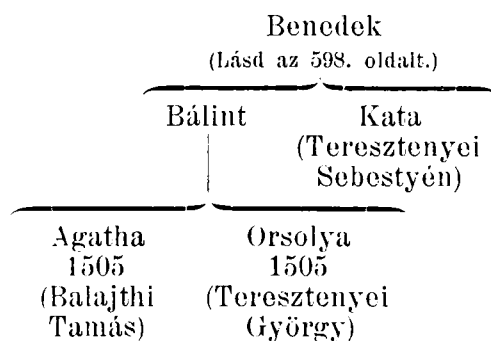 Benedek
(Lásd az 598. oldalt.)
Bálint
Kata
(Teresztenyei
Sebestyén)
Agatha
1505
(Balajthi
Tamás)
Orsolya
1505
(Teresztenyei
György)